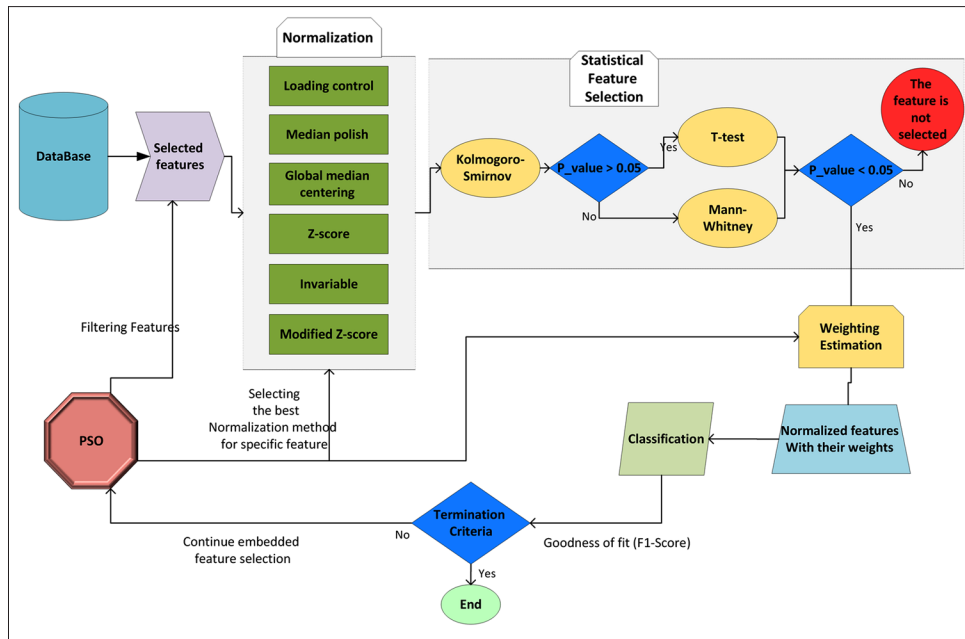 Normalization
Loading control
Median polish
Global median
centering
Z-score
Invariable
Modified Z-score
Statistical
Feature
Selection
DataBase
Selected
features
Kolmogoro-
Smirnov
P_value > 0.05
Yes
No
T-test
Mann-
Whitney
P_value < 0.05
No
Yes
The
feature is
not
selected
Weighting
Estimation
Normalized features
With their weights
Classification
Goodness of fit (F1-Score)
Termination
Criteria
No
Yes
End
Continue embedded
feature selection
PSO
Filtering Features
Selecting
the best
Normalization method
for specific feature